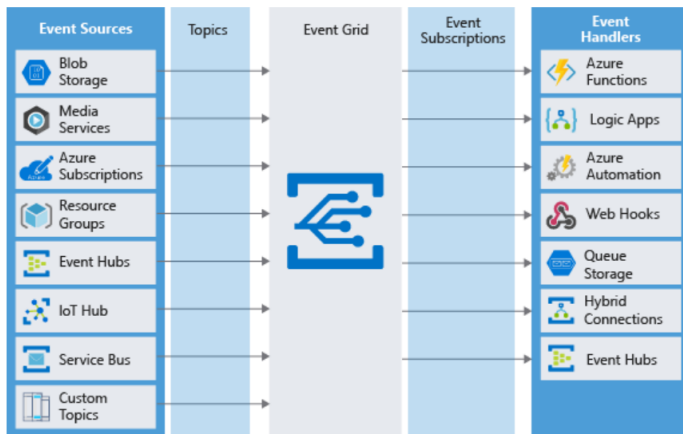 Event Sources
Topics
Event Grid
Event
Subscriptions
Event
Handlers
Blob
Storage
Media
Services
Azure
Subscriptions
Resource
Groups
Event Hubs
IoT Hub
Service Bus
Custom
Topics
Azure
Functions
Logic Apps
Azure
Automation
Web Hooks
Queue
Storage
Hybrid
Connections
Event Hubs